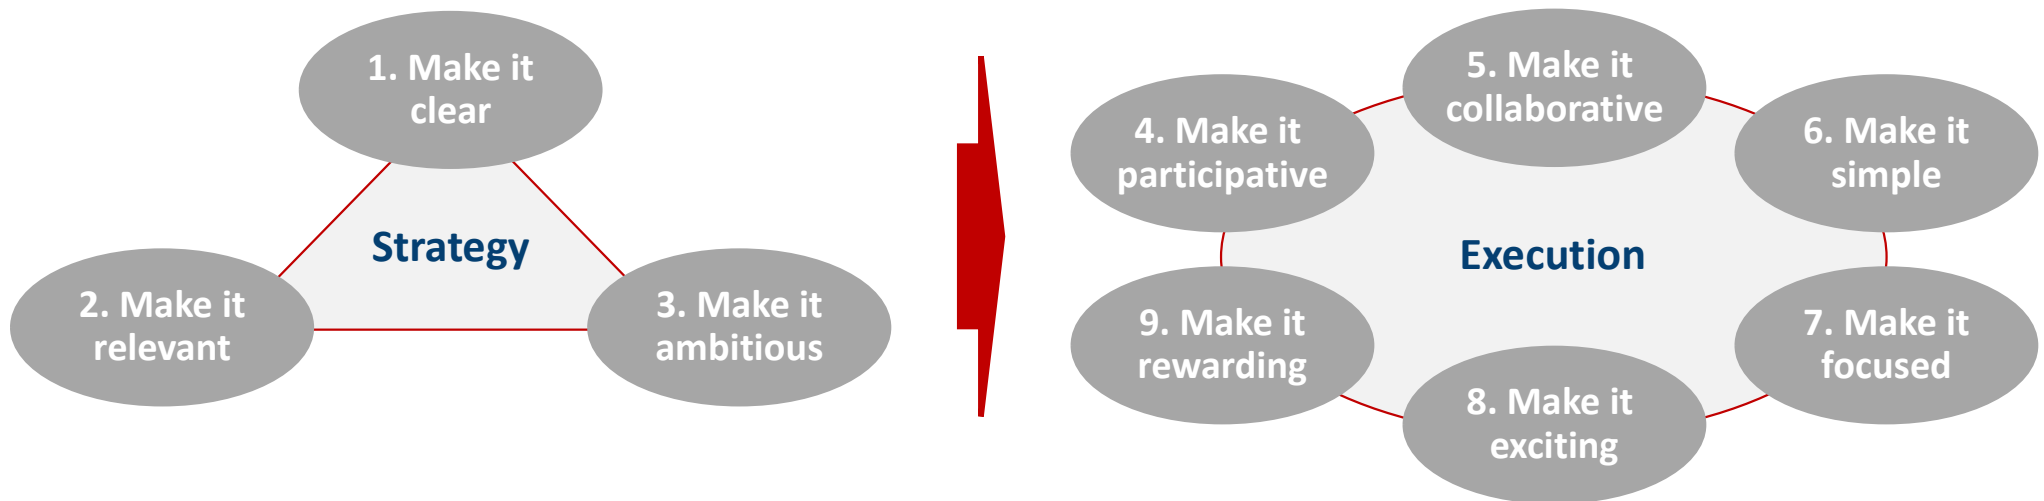 1. Make it
clear
Strategy
2. Make it
relevant
3. Make it
ambitious
4. Make it
participative
5. Make it
collaborative
6. Make it
simple
Execution
7. Make it
focused
8. Make it
exciting
9. Make it
rewarding